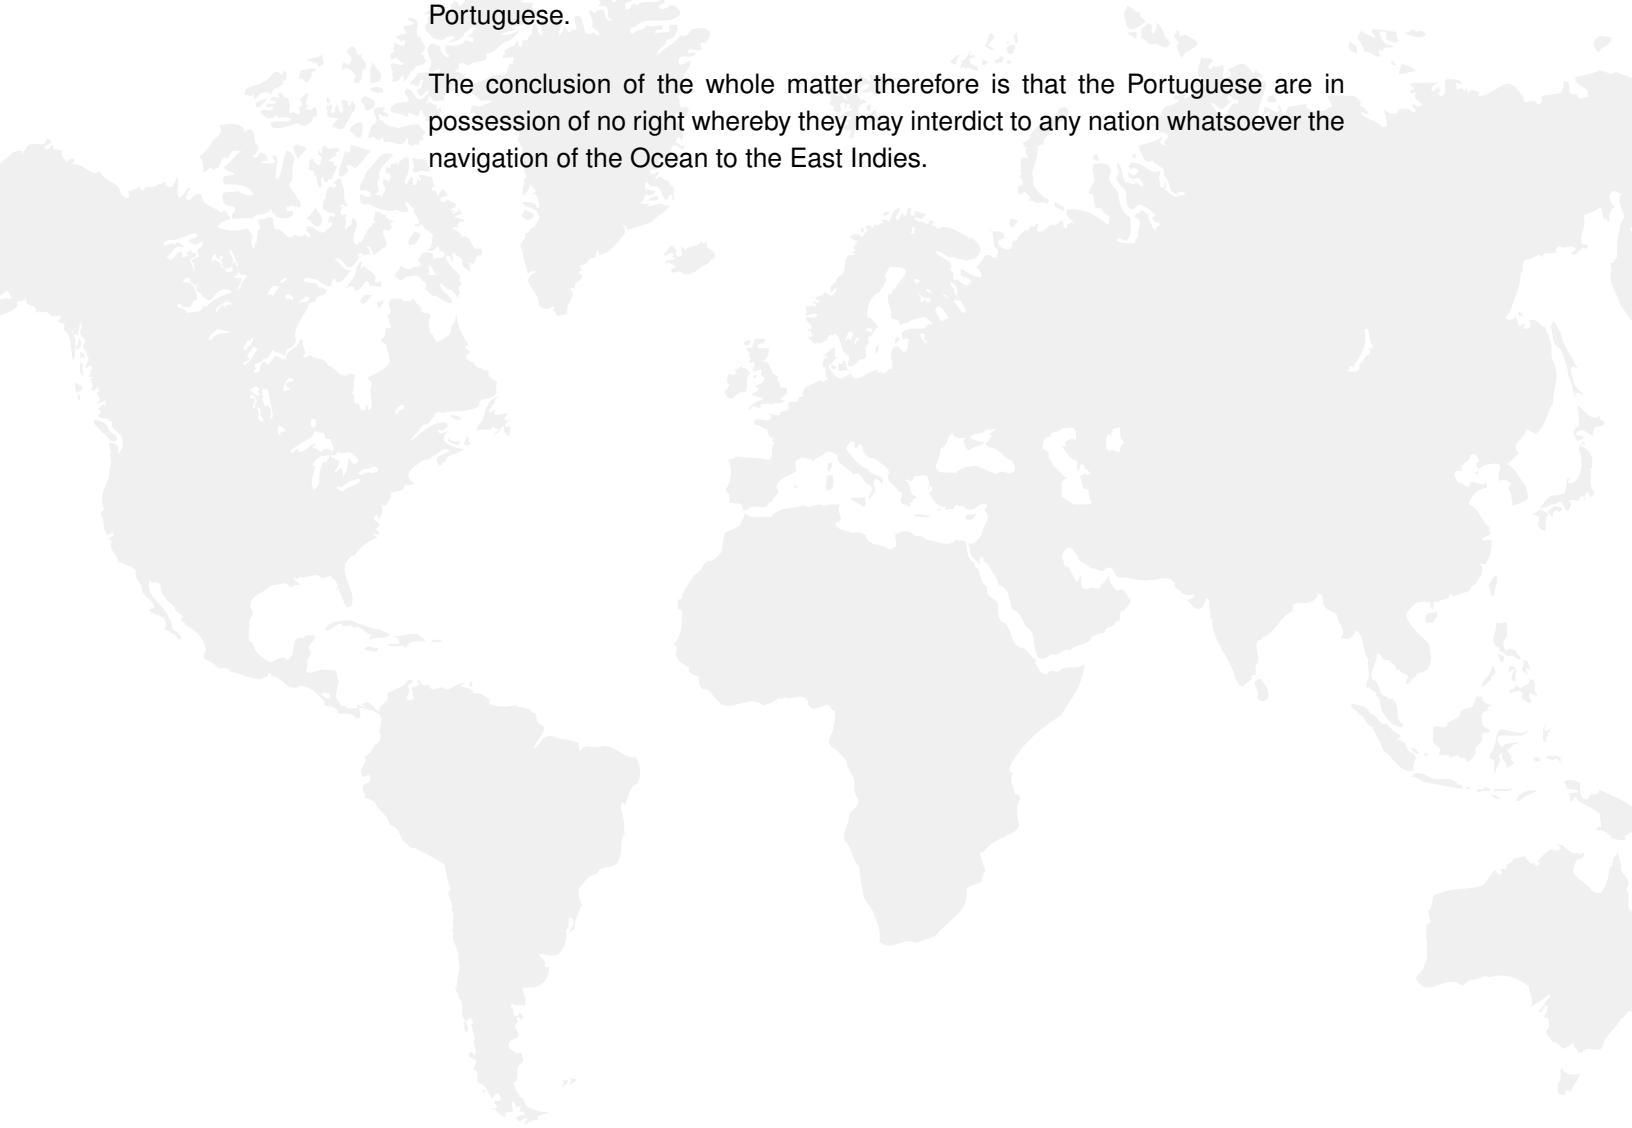 Portuguese.
The conclusion of the whole matter therefore is that the Portuguese are in
possession of no right whereby they may interdict to any nation whatsoever the
navigation of the Ocean to the East Indies.